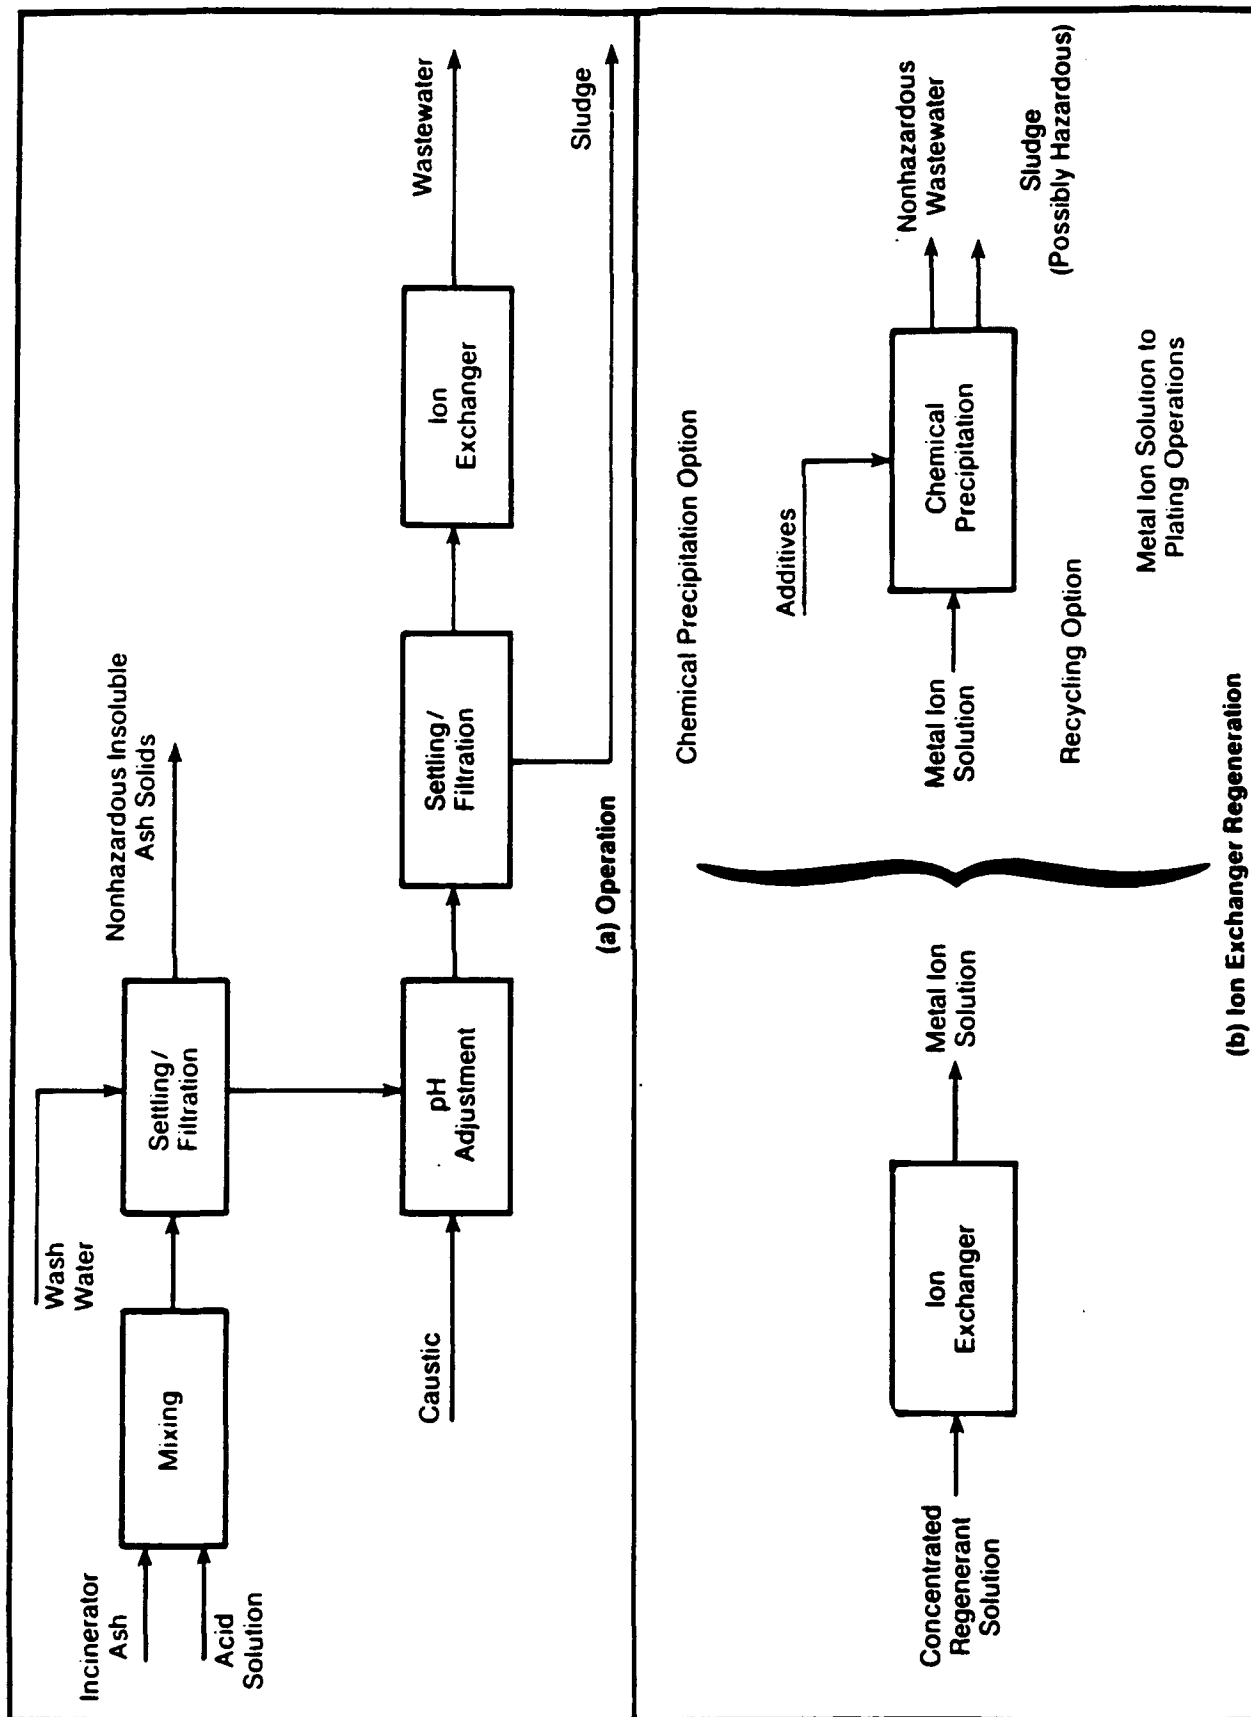 Incinerator
Ash
Acid
Solution
Mixing
Wash
Water
Settling/
Filtration
Nonhazardous Insoluble
Ash Solids
Caustic
pH
Adjustment
Settling/
Filtration
Ion
Exchanger
Wastewater
Sludge
(a) Operation
Concentrated
Regenerant
Solution
Ion
Exchanger
Metal Ion
Solution
Chemical Precipitation Option
Additives
Metal Ion
Solution
Chemical
Precipitation
Nonhazardous
Wastewater
Sludge
(Possibly Hazardous)
Recycling Option
Metal Ion Solution to
Plating Operations
(b) Ion Exchanger Regeneration